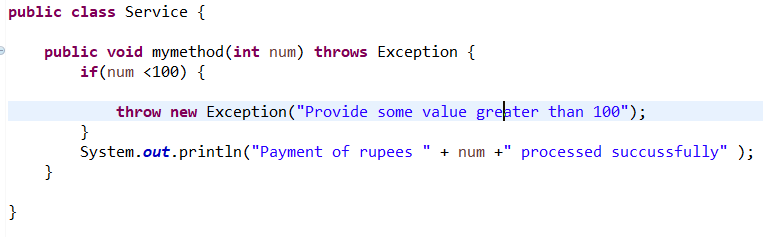 public class Service {
public void mymethod(int num) throws Exception {
if(num <100) {
throw new Exception("Provide some value greater than 100");
}
System.out.println("Payment of rupees " + num +" processed succussfully" );
}
}